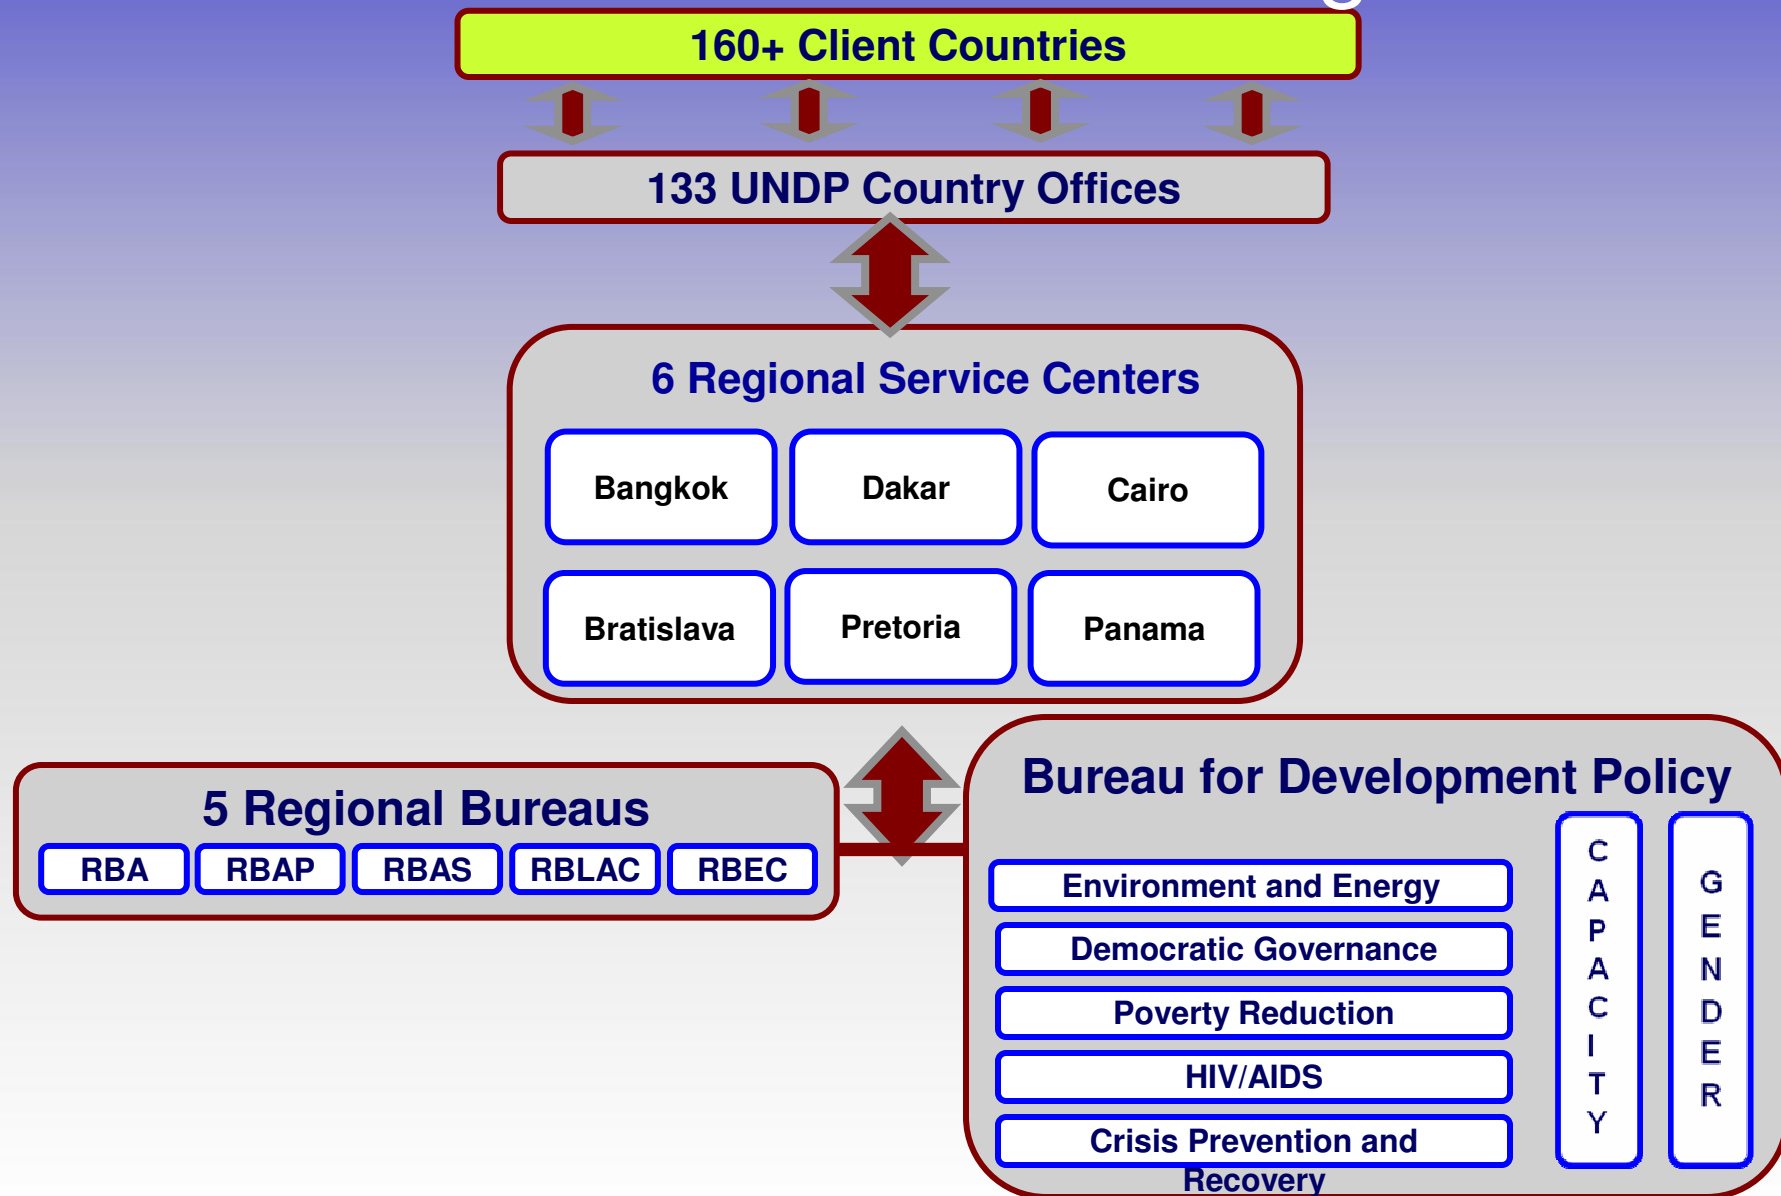 160+ Client Countries
133 UNDP Country Offices
6 Regional Service Centers
Bangkok
Dakar
Cairo
Bratislava
Pretoria
Panama
5 Regional Bureaus
RBA
RBAP
RBAS
RBLAC
RBEC
Bureau for Development Policy
Environment and Energy
Democratic Governance
Poverty Reduction
HIV/AIDS
Crisis Prevention and
Recovery
CAPACITY
GENDER